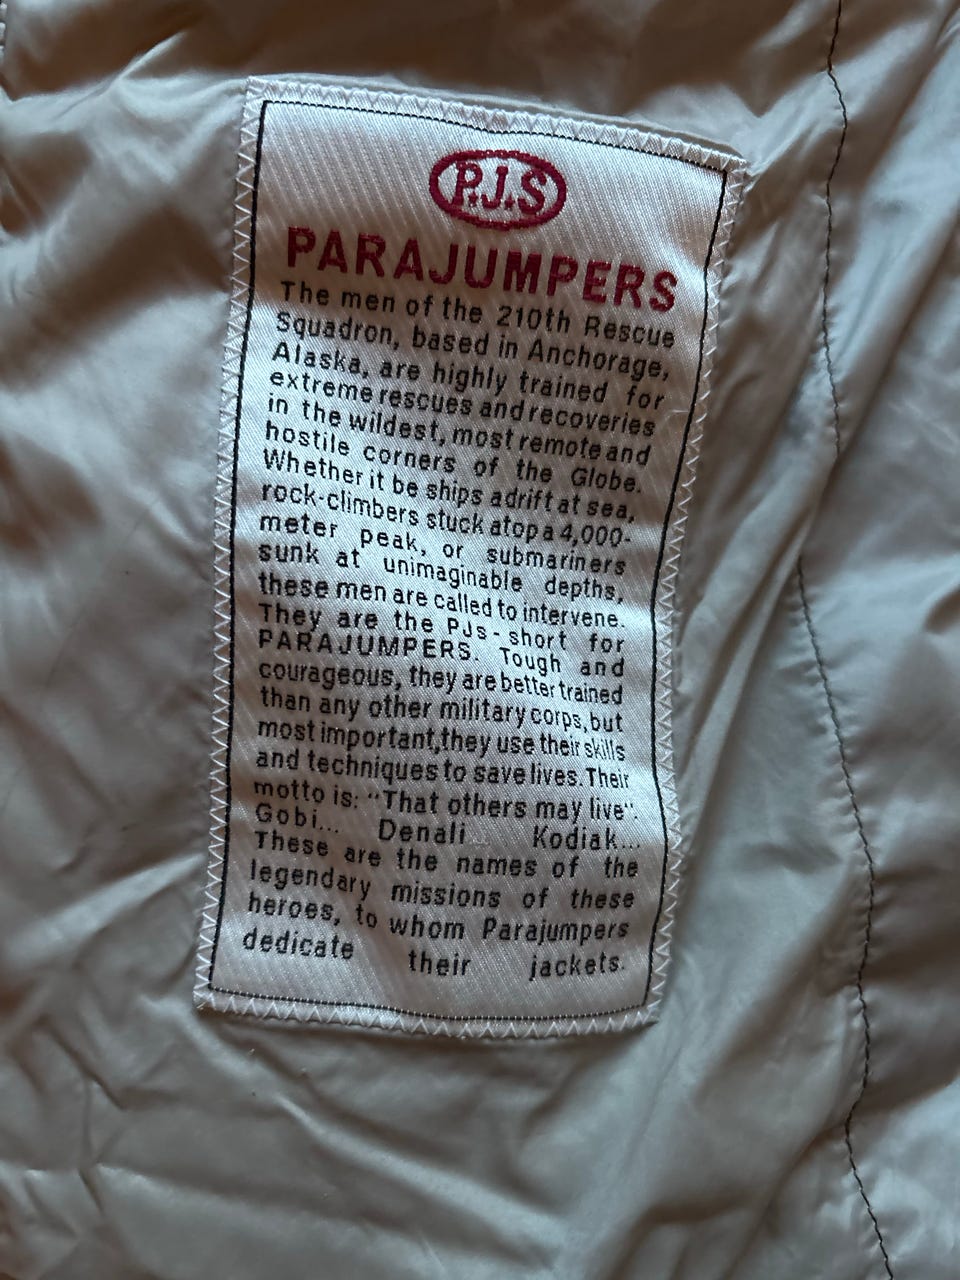 P.J.S
PARAJUMPERS
The men of the 210th Rescue
Squadron, based in Anchorage,
Alaska, are highly trained for
extreme rescues and recoveries
in the wildest, most remote and
hostile corners of the Globe.
Whether it be ships adrift at sea,
rock-climbers stuck atop a 4,000-
meter peak, or submariners
sunk at unimaginable depths,
these men are called to intervene.
They are the PJs - short for
PARAJUMPERS. Tough and
courageous, they are better trained
than any other military corps, but
most important, they use their skills
and techniques to save lives. Their
motto is: "That others may live".
Gobi... Denali... Kodiak...
These are the names of the
legendary missions of these
heroes, to whom Parajumpers
dedicate their jackets.